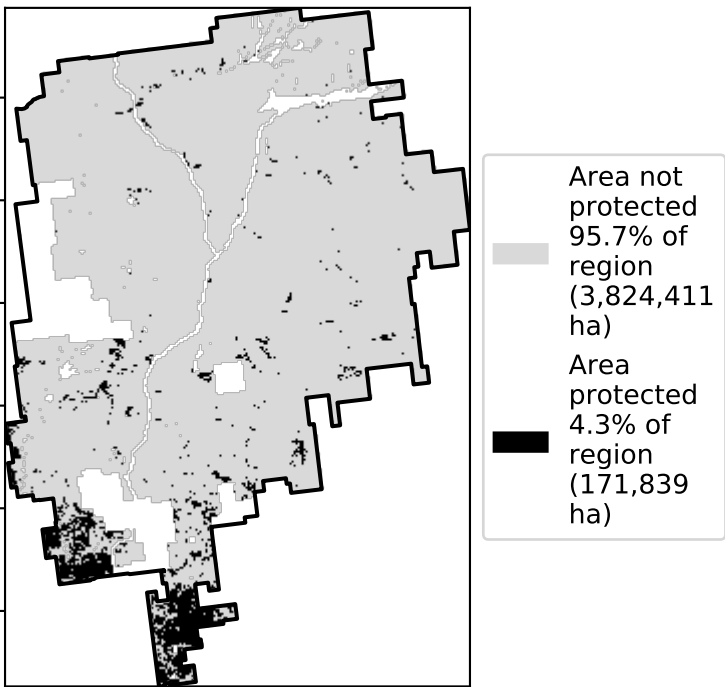 Area not
protected
95.7% of
region
(3,824,411
ha)
Area
protected
4.3% of
region
(171,839
ha)